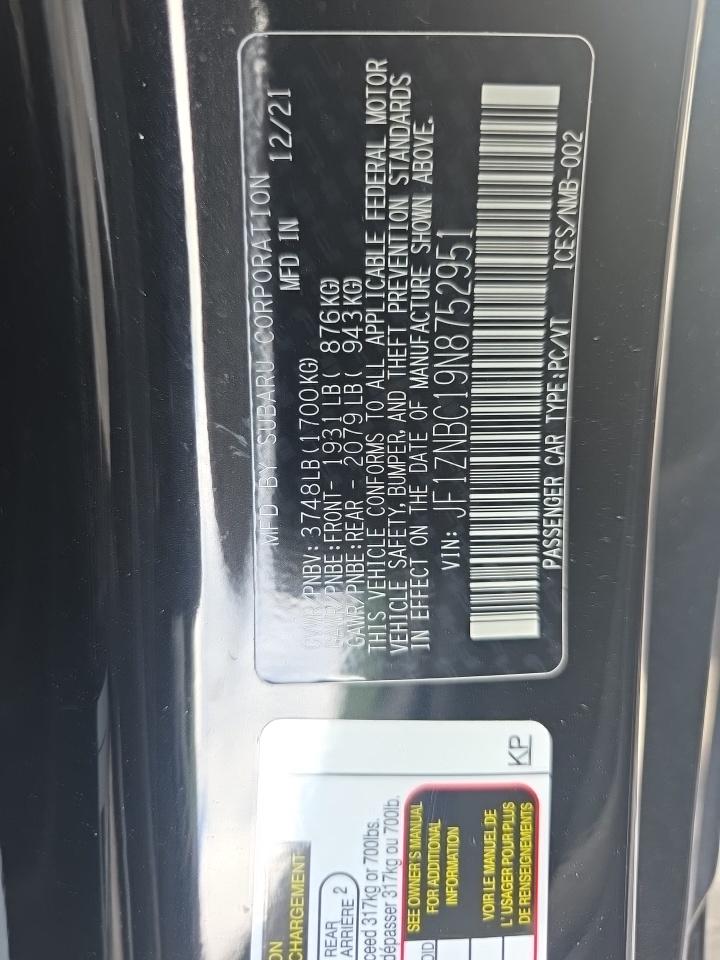 MFD BY SUBARU CORPORATION
MFD IN 12/21
GVWR/PNBV: 3748LB(1700KG)
GAWR/PNBE:FRONT- 1931LB( 876KG)
GAWR/PNBE:REAR - 2079LB( 943KG)
THIS VEHICLE CONFORMS TO ALL APPLICABLE FEDERAL MOTOR
VEHICLE SAFETY, BUMPER, AND THEFT PREVENTION STANDARDS
IN EFFECT ON THE DATE OF MANUFACTURE SHOWN ABOVE.
VIN: JF1ZNBC19N8752951
PASSENGER CAR TYPE:PC/VT ICES/NMB-002
KP
CHARGEMENT
REAR
ARRIÈRE 2
317kg or 700lbs.
dépasser 317kg ou 700lb.
SEE OWNER'S MANUAL
FOR ADDITIONAL
INFORMATION
VOIR LE MANUEL DE
L'USAGER POUR PLUS
DE RENSEIGNEMENTS